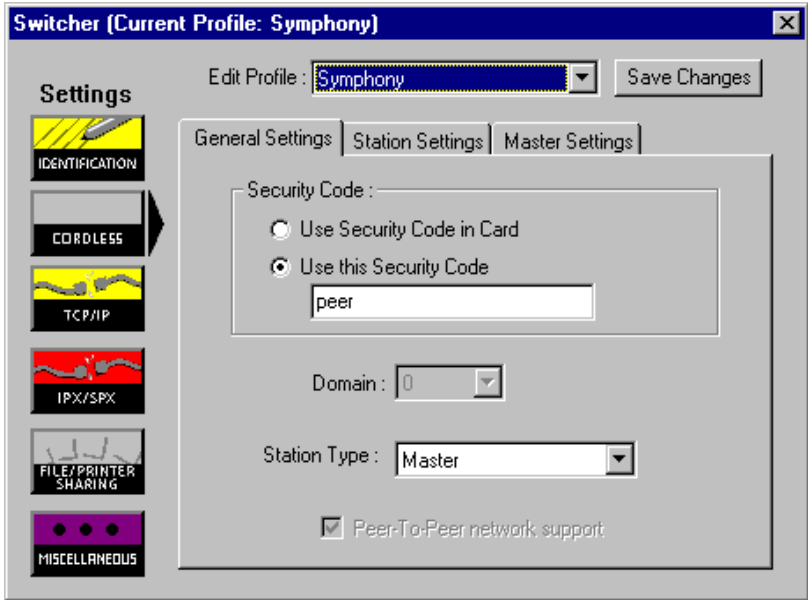 Switcher (Current Profile: Symphony)
Edit Profile : Symphony Save Changes
Settings
IDENTIFICATION
CORDLESS
TCP/IP
IPX/SPX
FILE/PRINTER
SHARING
MISCELLANEOUS
General Settings Station Settings Master Settings
Security Code :
Use Security Code in Card
Use this Security Code
peer
Domain : 0
Station Type : Master
Peer-To-Peer network support